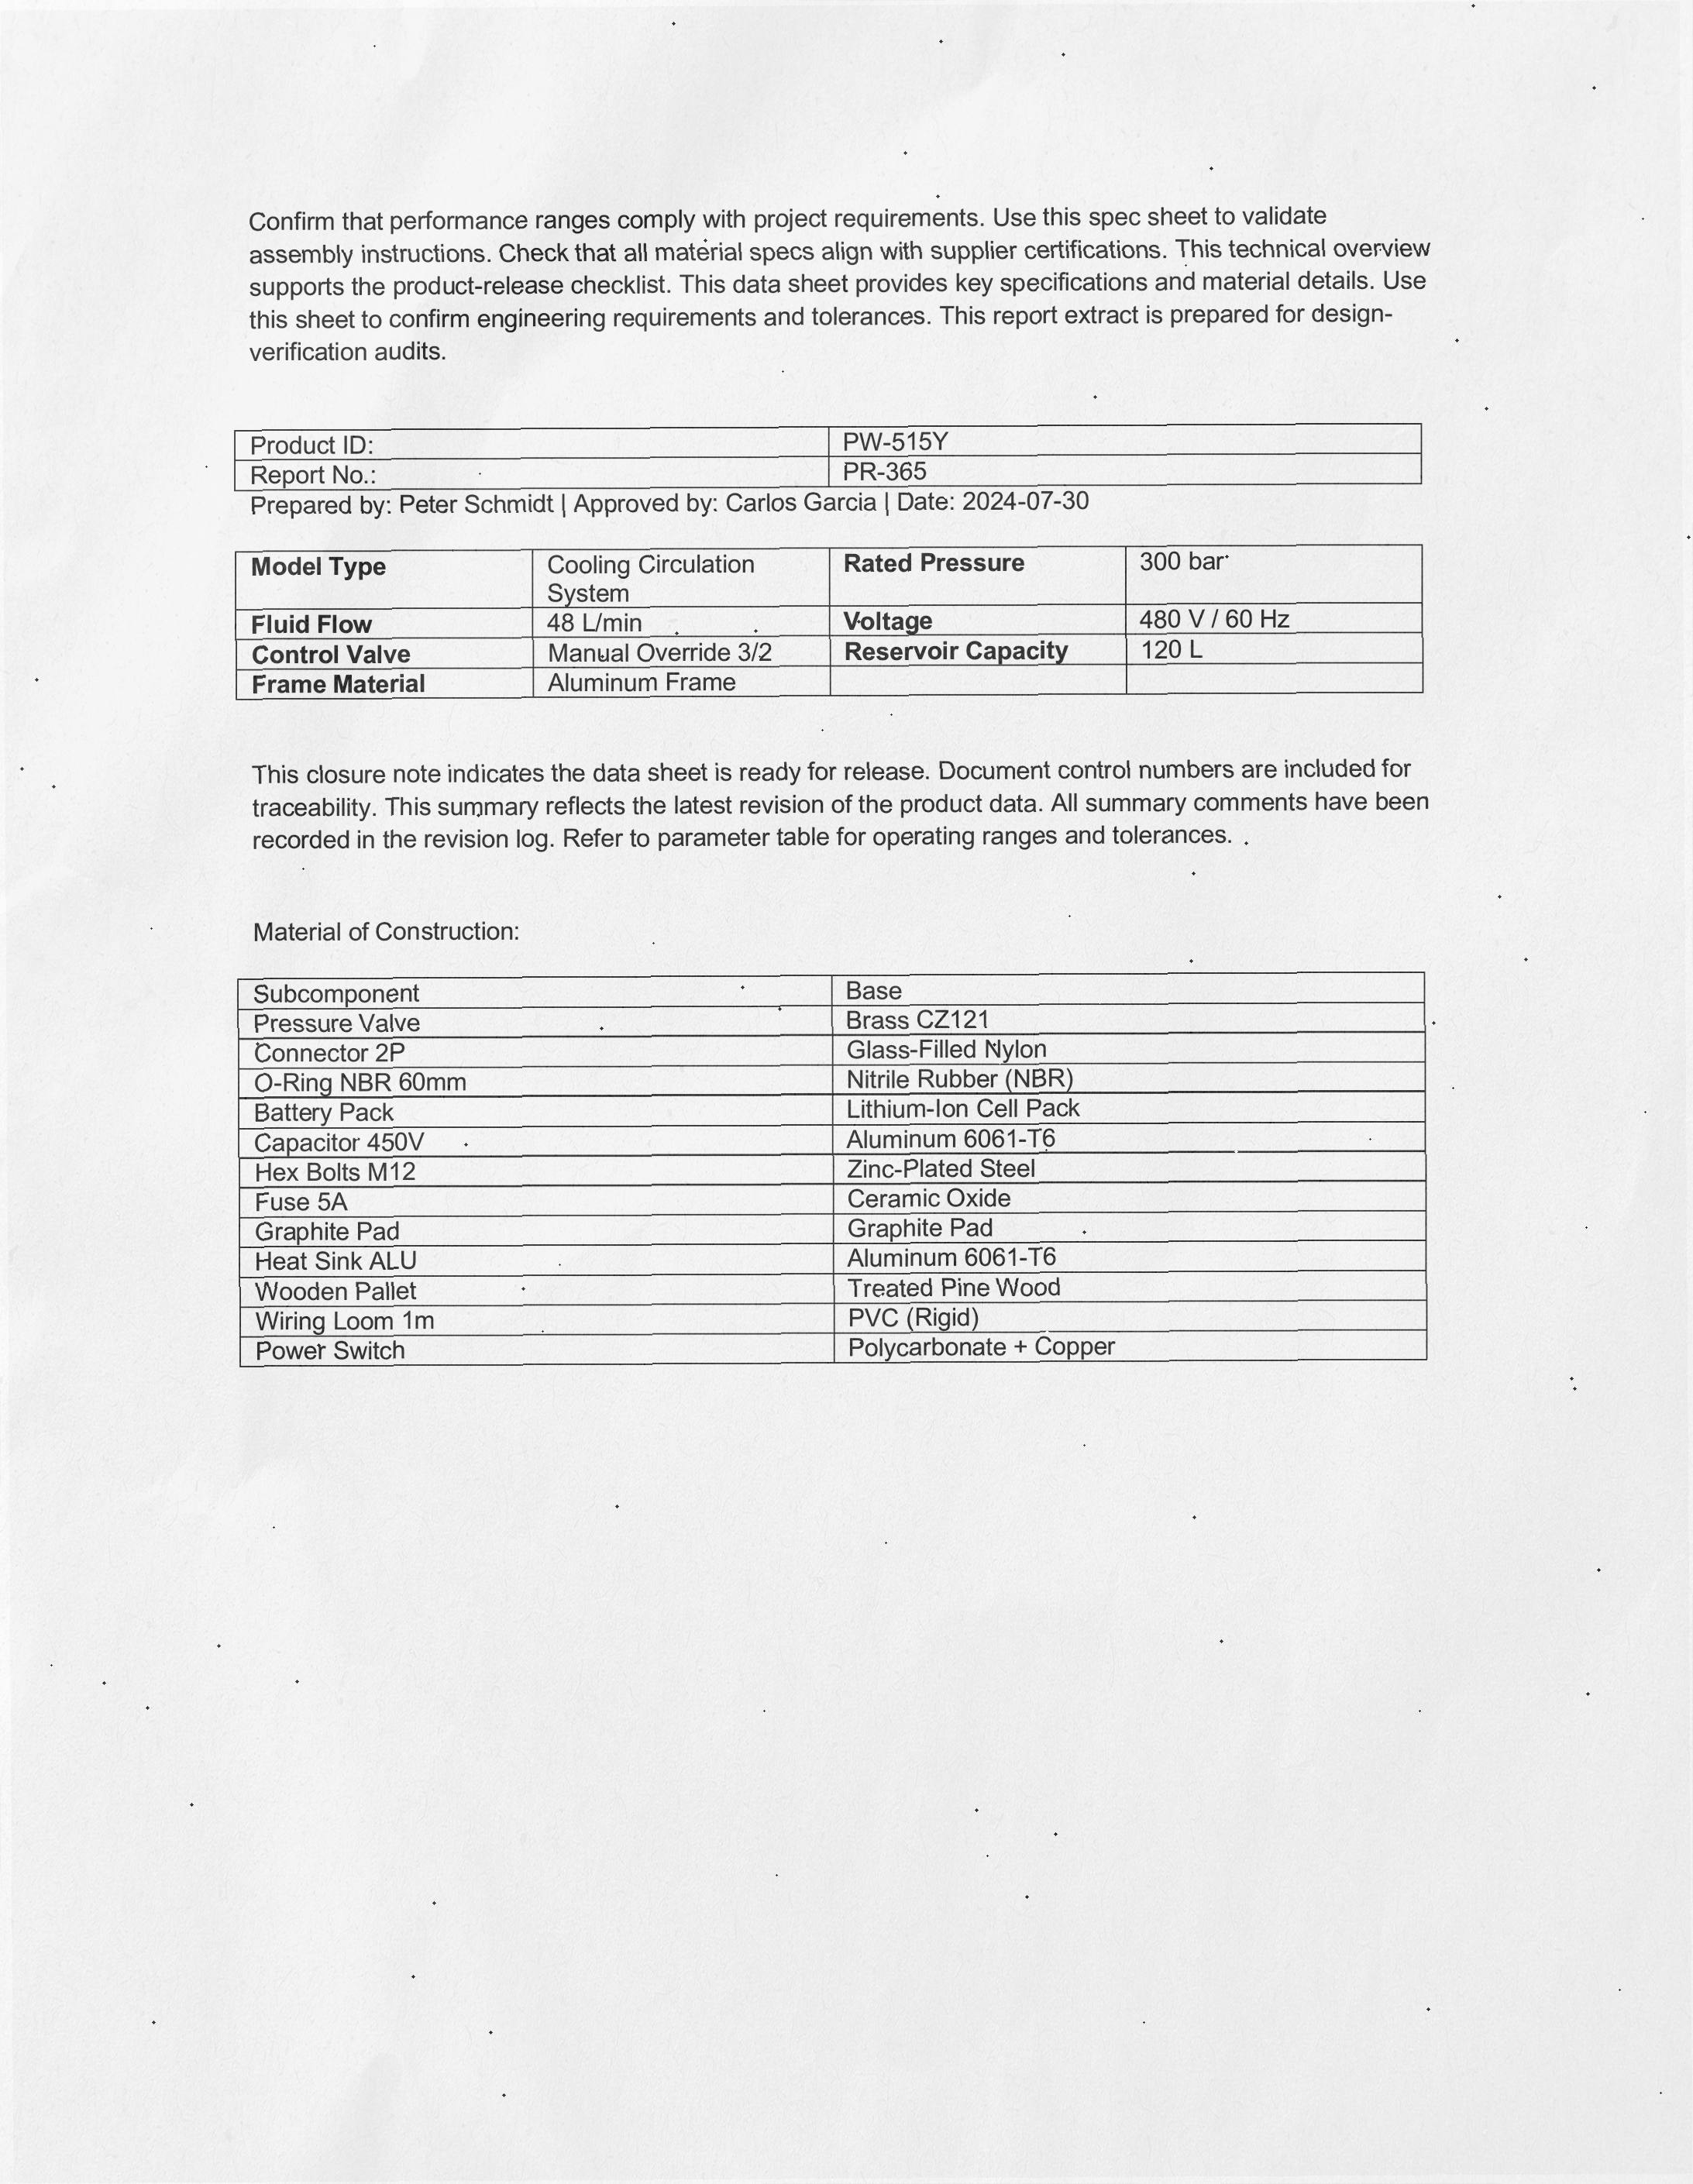 Confirm that performance ranges comply with project requirements. Use this spec sheet to validate
assembly instructions. Check that all material specs align with supplier certifications. This technical overview
supports the product-release checklist. This data sheet provides key specifications and material details. Use
this sheet to confirm engineering requirements and tolerances. This report extract is prepared for design-
verification audits.
Product ID: PW-515Y
Report No.: PR-365
Prepared by: Peter Schmidt | Approved by: Carlos Garcia | Date: 2024-07-30
Model Type Cooling Circulation System Rated Pressure 300 bar
Fluid Flow 48 L/min Voltage 480 V / 60 Hz
Control Valve Manual Override 3/2 Reservoir Capacity 120 L
Frame Material Aluminum Frame
This closure note indicates the data sheet is ready for release. Document control numbers are included for
traceability. This summary reflects the latest revision of the product data. All summary comments have been
recorded in the revision log. Refer to parameter table for operating ranges and tolerances.
Material of Construction:
Subcomponent Base
Pressure Valve Brass CZ121
Connector 2P Glass-Filled Nylon
O-Ring NBR 60mm Nitrile Rubber (NBR)
Battery Pack Lithium-Ion Cell Pack
Capacitor 450V Aluminum 6061-T6
Hex Bolts M12 Zinc-Plated Steel
Fuse 5A Ceramic Oxide
Graphite Pad Graphite Pad
Heat Sink ALU Aluminum 6061-T6
Wooden Pallet Treated Pine Wood
Wiring Loom 1m PVC (Rigid)
Power Switch Polycarbonate + Copper